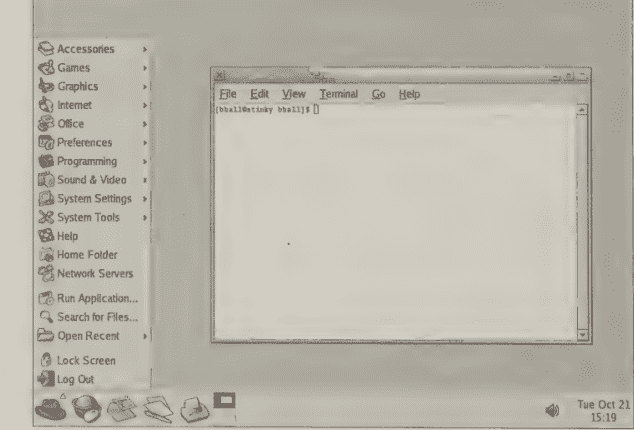 Accessories
Games
Graphics
Internet
Office
Preferences
Programming
Sound & Video
System Settings
System Tools
Help
Home Folder
Network Servers
Run Application...
Search for Files...
Open Recent
Lock Screen
Log Out
File Edit View Terminal Go Help
[bball@stinky bball]$
Tue Oct 21
15:19